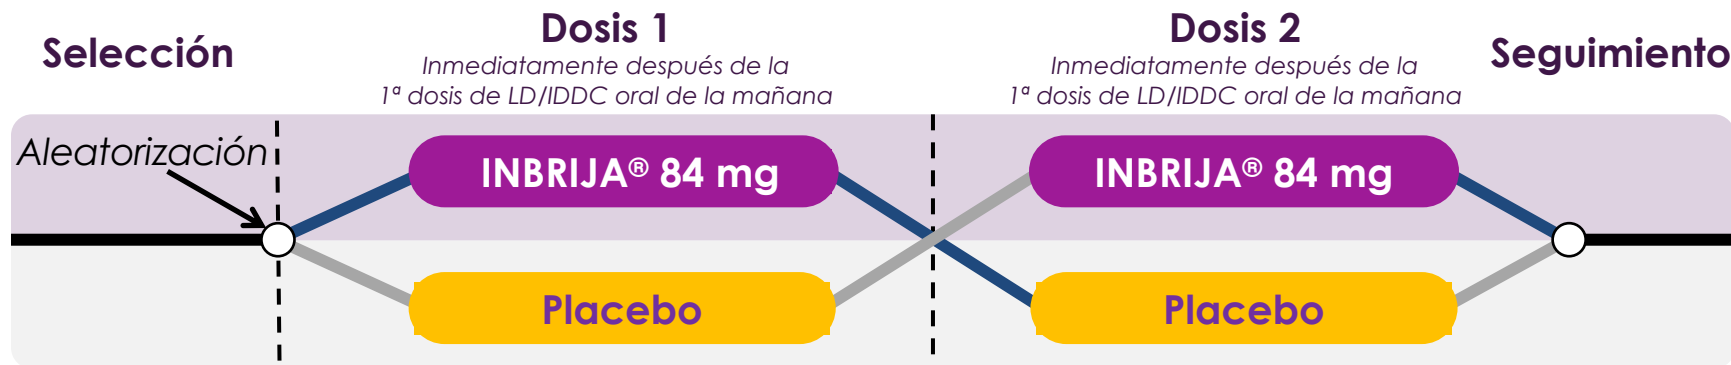 Selección
Dosis 1
Inmediatamente después de la
1ª dosis de LD/IDDC oral de la mañana
Dosis 2
Inmediatamente después de la
1ª dosis de LD/IDDC oral de la mañana
Seguimiento
Aleatorización
INBRIJA® 84 mg
INBRIJA® 84 mg
Placebo
Placebo